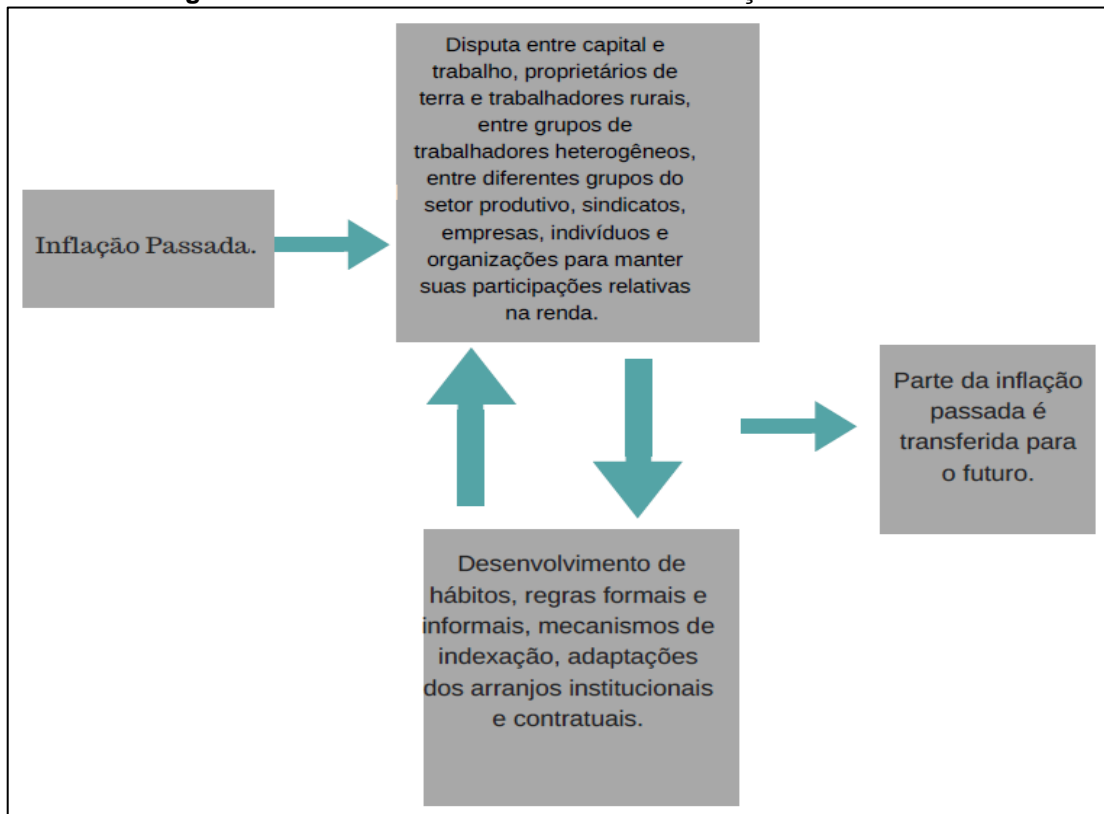 Inflação Passada.
Disputa entre capital e
trabalho, proprietários de
terra e trabalhadores rurais,
entre grupos de
trabalhadores heterogêneos,
entre diferentes grupos do
setor produtivo, sindicatos,
empresas, indivíduos e
organizações para manter
suas participações relativas
na renda.
Parte da inflação
passada é
transferida para
o futuro.
Desenvolvimento de
hábitos, regras formais e
informais, mecanismos de
indexação, adaptações
dos arranjos institucionais
e contratuais.